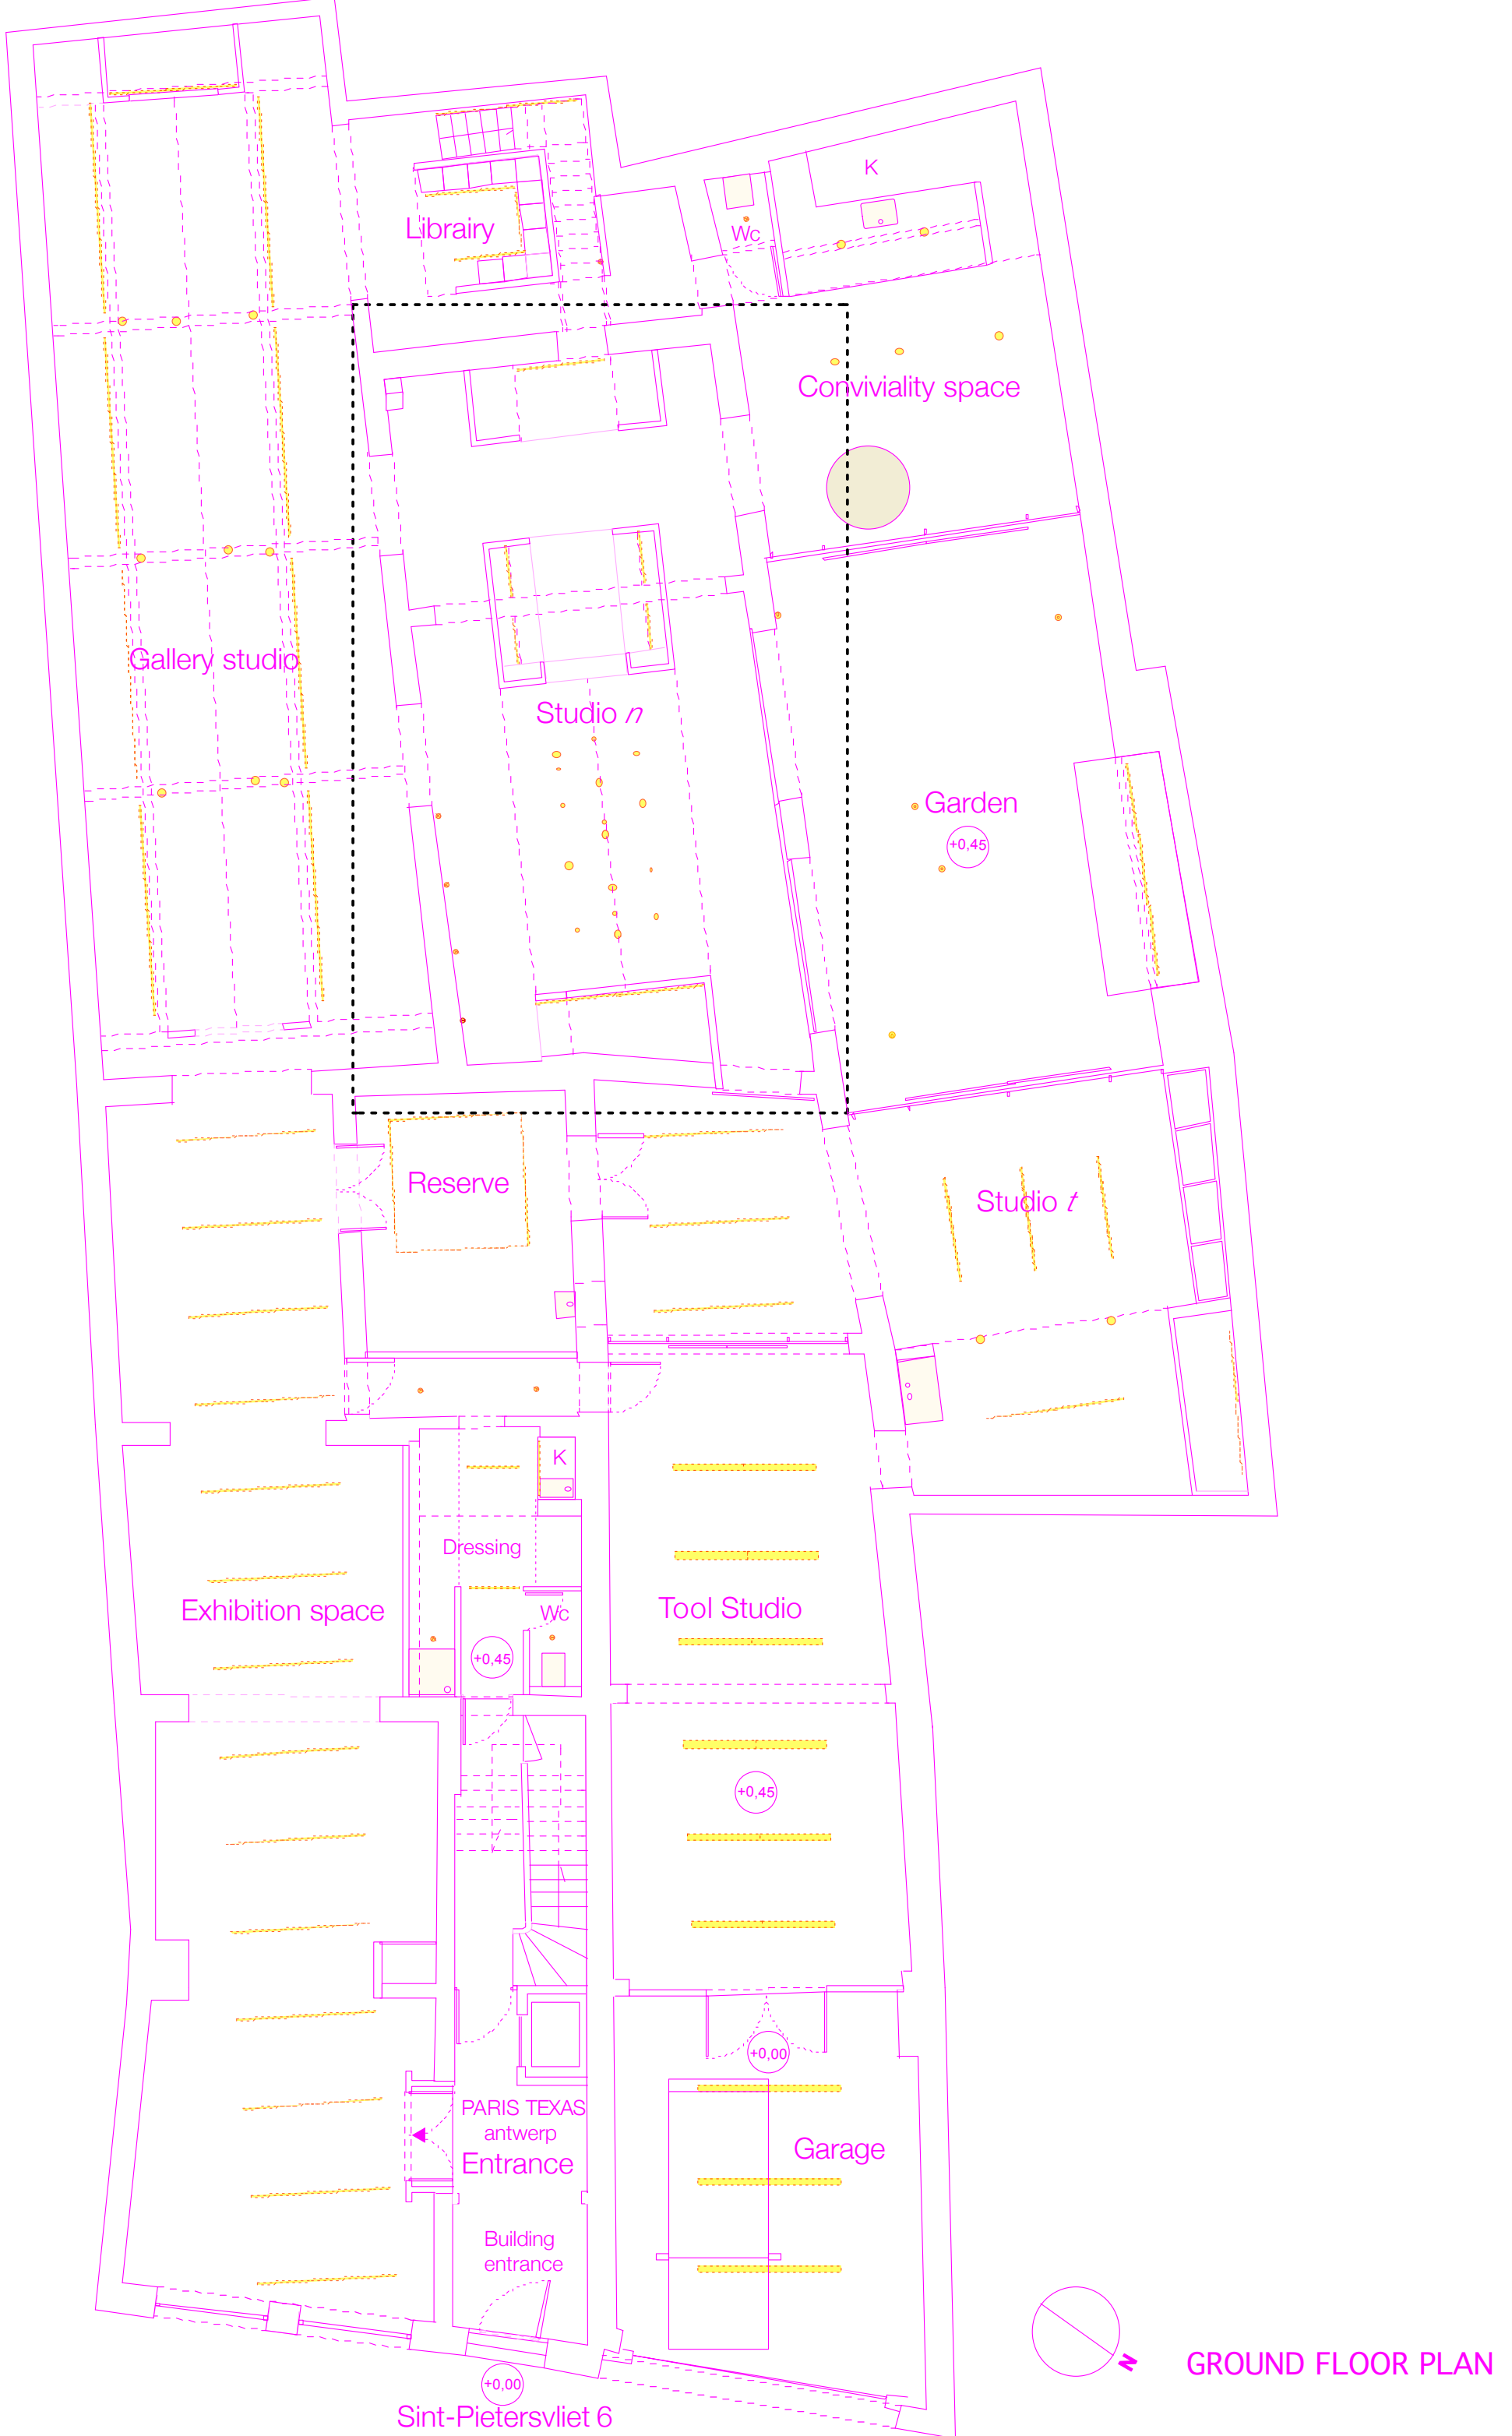 K
Librairy
Wc
Conviviality space
Gallery studio
Studio n
Garden
+0,45
Reserve
Studio t
K
Dressing
Exhibition space
Wc
Tool Studio
+0,45
+0,45
+0,00
PARIS TEXAS
antwerp
Entrance
Garage
Building
entrance
+0,00
Sint-Pietersvliet 6
N
GROUND FLOOR PLAN